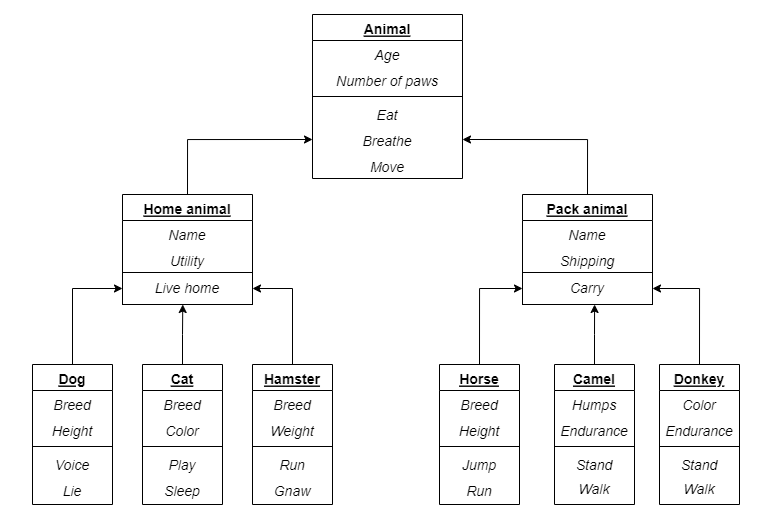 Animal
Age
Number of paws
Eat
Breathe
Move
Home animal
Name
Utility
Live home
Pack animal
Name
Shipping
Carry
Dog
Breed
Height
Voice
Lie
Cat
Breed
Color
Play
Sleep
Hamster
Breed
Weight
Run
Gnaw
Horse
Breed
Height
Jump
Run
Camel
Humps
Endurance
Stand
Walk
Donkey
Color
Endurance
Stand
Walk